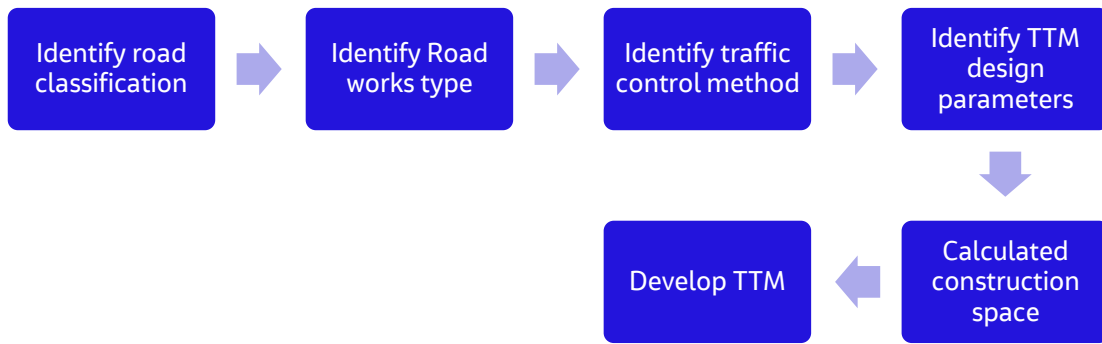 Identify road
classification
Identify Road
works type
Identify traffic
control method
Identify TTM
design
parameters
Calculated
construction
space
Develop TTM